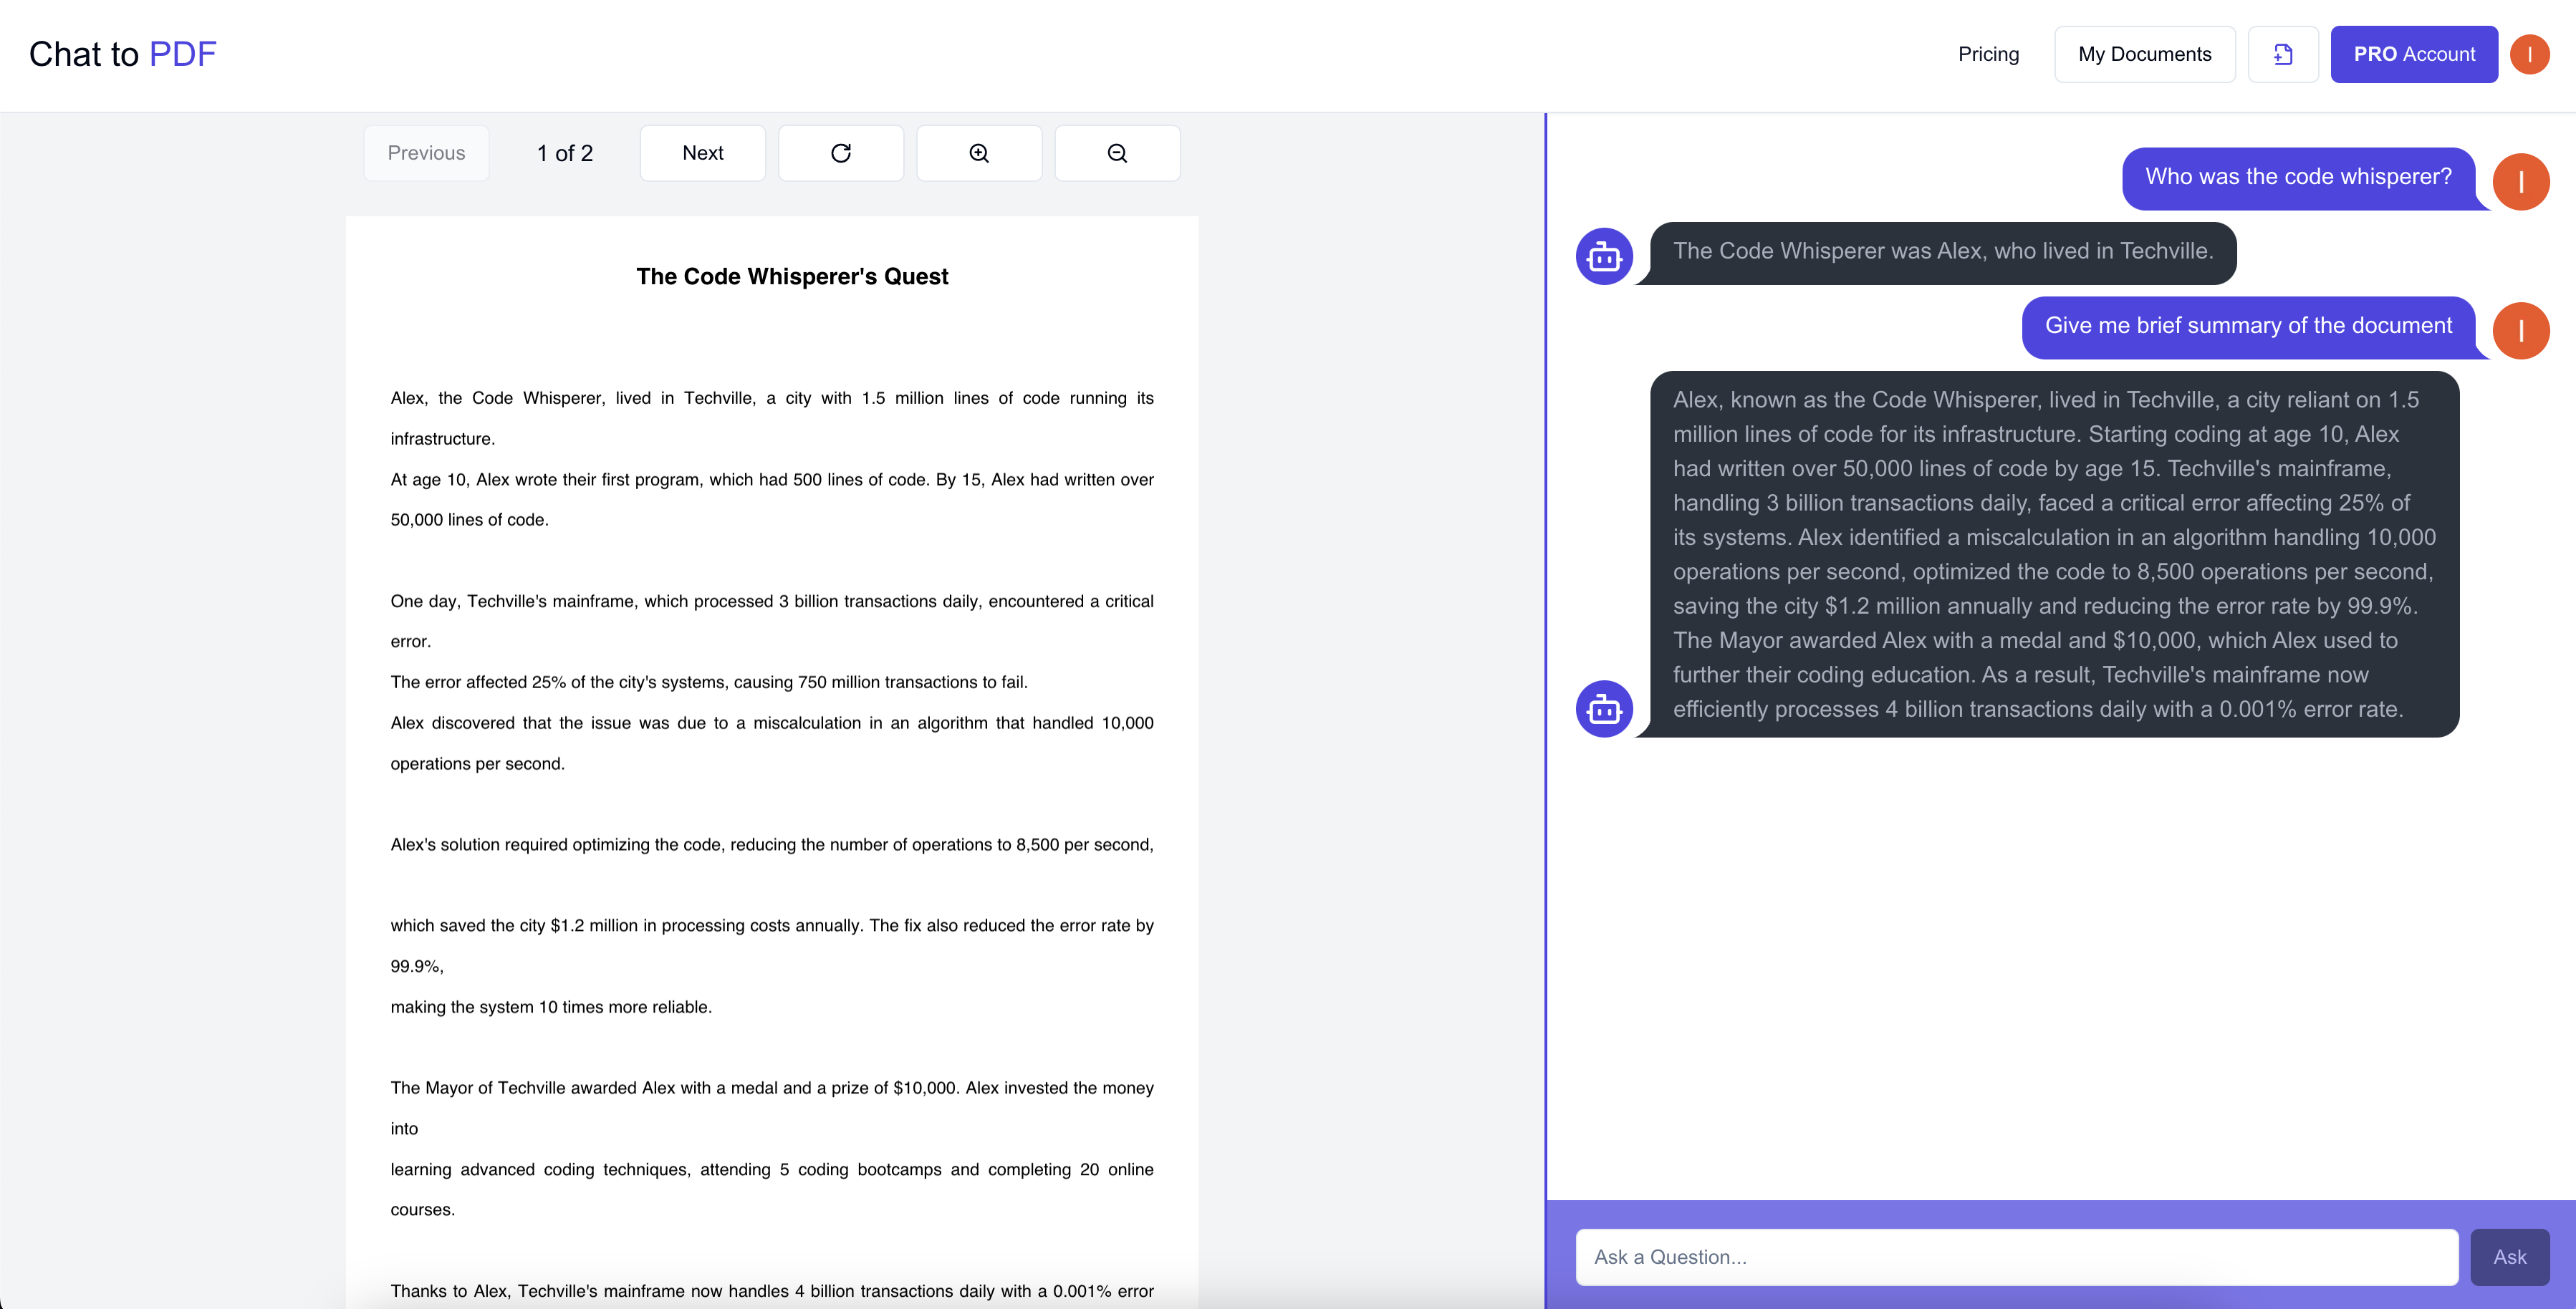 Chat to PDF
Pricing
My Documents
PRO Account
I
Previous
1 of 2
Next
The Code Whisperer's Quest
Alex, the Code Whisperer, lived in Techville, a city with 1.5 million lines of code running its
infrastructure.
At age 10, Alex wrote their first program, which had 500 lines of code. By 15, Alex had written over
50,000 lines of code.
One day, Techville's mainframe, which processed 3 billion transactions daily, encountered a critical
error.
The error affected 25% of the city's systems, causing 750 million transactions to fail.
Alex discovered that the issue was due to a miscalculation in an algorithm that handled 10,000
operations per second.
Alex's solution required optimizing the code, reducing the number of operations to 8,500 per second,
which saved the city $1.2 million in processing costs annually. The fix also reduced the error rate by
99.9%,
making the system 10 times more reliable.
The Mayor of Techville awarded Alex with a medal and a prize of $10,000. Alex invested the money
into
learning advanced coding techniques, attending 5 coding bootcamps and completing 20 online
courses.
Thanks to Alex, Techville's mainframe now handles 4 billion transactions daily with a 0.001% error
Who was the code whisperer?
I
The Code Whisperer was Alex, who lived in Techville.
Give me brief summary of the document
I
Alex, known as the Code Whisperer, lived in Techville, a city reliant on 1.5
million lines of code for its infrastructure. Starting coding at age 10, Alex
had written over 50,000 lines of code by age 15. Techville's mainframe,
handling 3 billion transactions daily, faced a critical error affecting 25% of
its systems. Alex identified a miscalculation in an algorithm handling 10,000
operations per second, optimized the code to 8,500 operations per second,
saving the city $1.2 million annually and reducing the error rate by 99.9%.
The Mayor awarded Alex with a medal and $10,000, which Alex used to
further their coding education. As a result, Techville's mainframe now
efficiently processes 4 billion transactions daily with a 0.001% error rate.
Ask a Question...
Ask